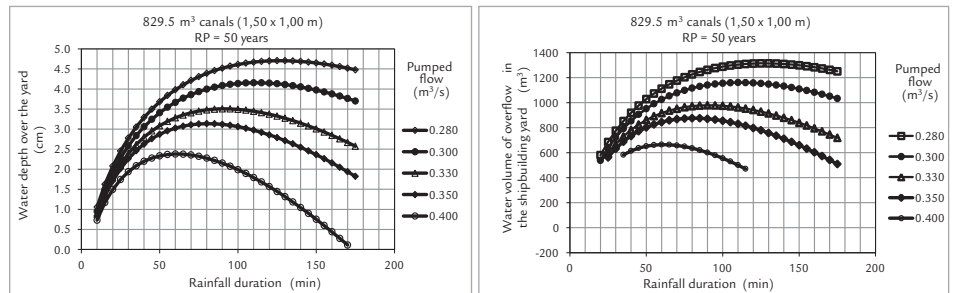 829.5 m³ canals (1,50 x 1,00 m)
RP = 50 years
Water depth over the yard
(cm)
5.0
4.5
4.0
3.5
3.0
2.5
2.0
1.5
1.0
0.5
0.0
0 50 100 150 200
Rainfall duration (min)
Pumped
flow
(m³/s)
0.280
0.300
0.330
0.350
0.400
829.5 m³ canals (1,50 x 1,00 m)
RP = 50 years
Water volume of overflow in
the shipbuilding yard (m³)
1400
1200
1000
800
600
400
200
0
-200
0 50 100 150 200
Rainfall duration (min)
Pumped
flow
(m³/s)
0.280
0.300
0.330
0.350
0.400